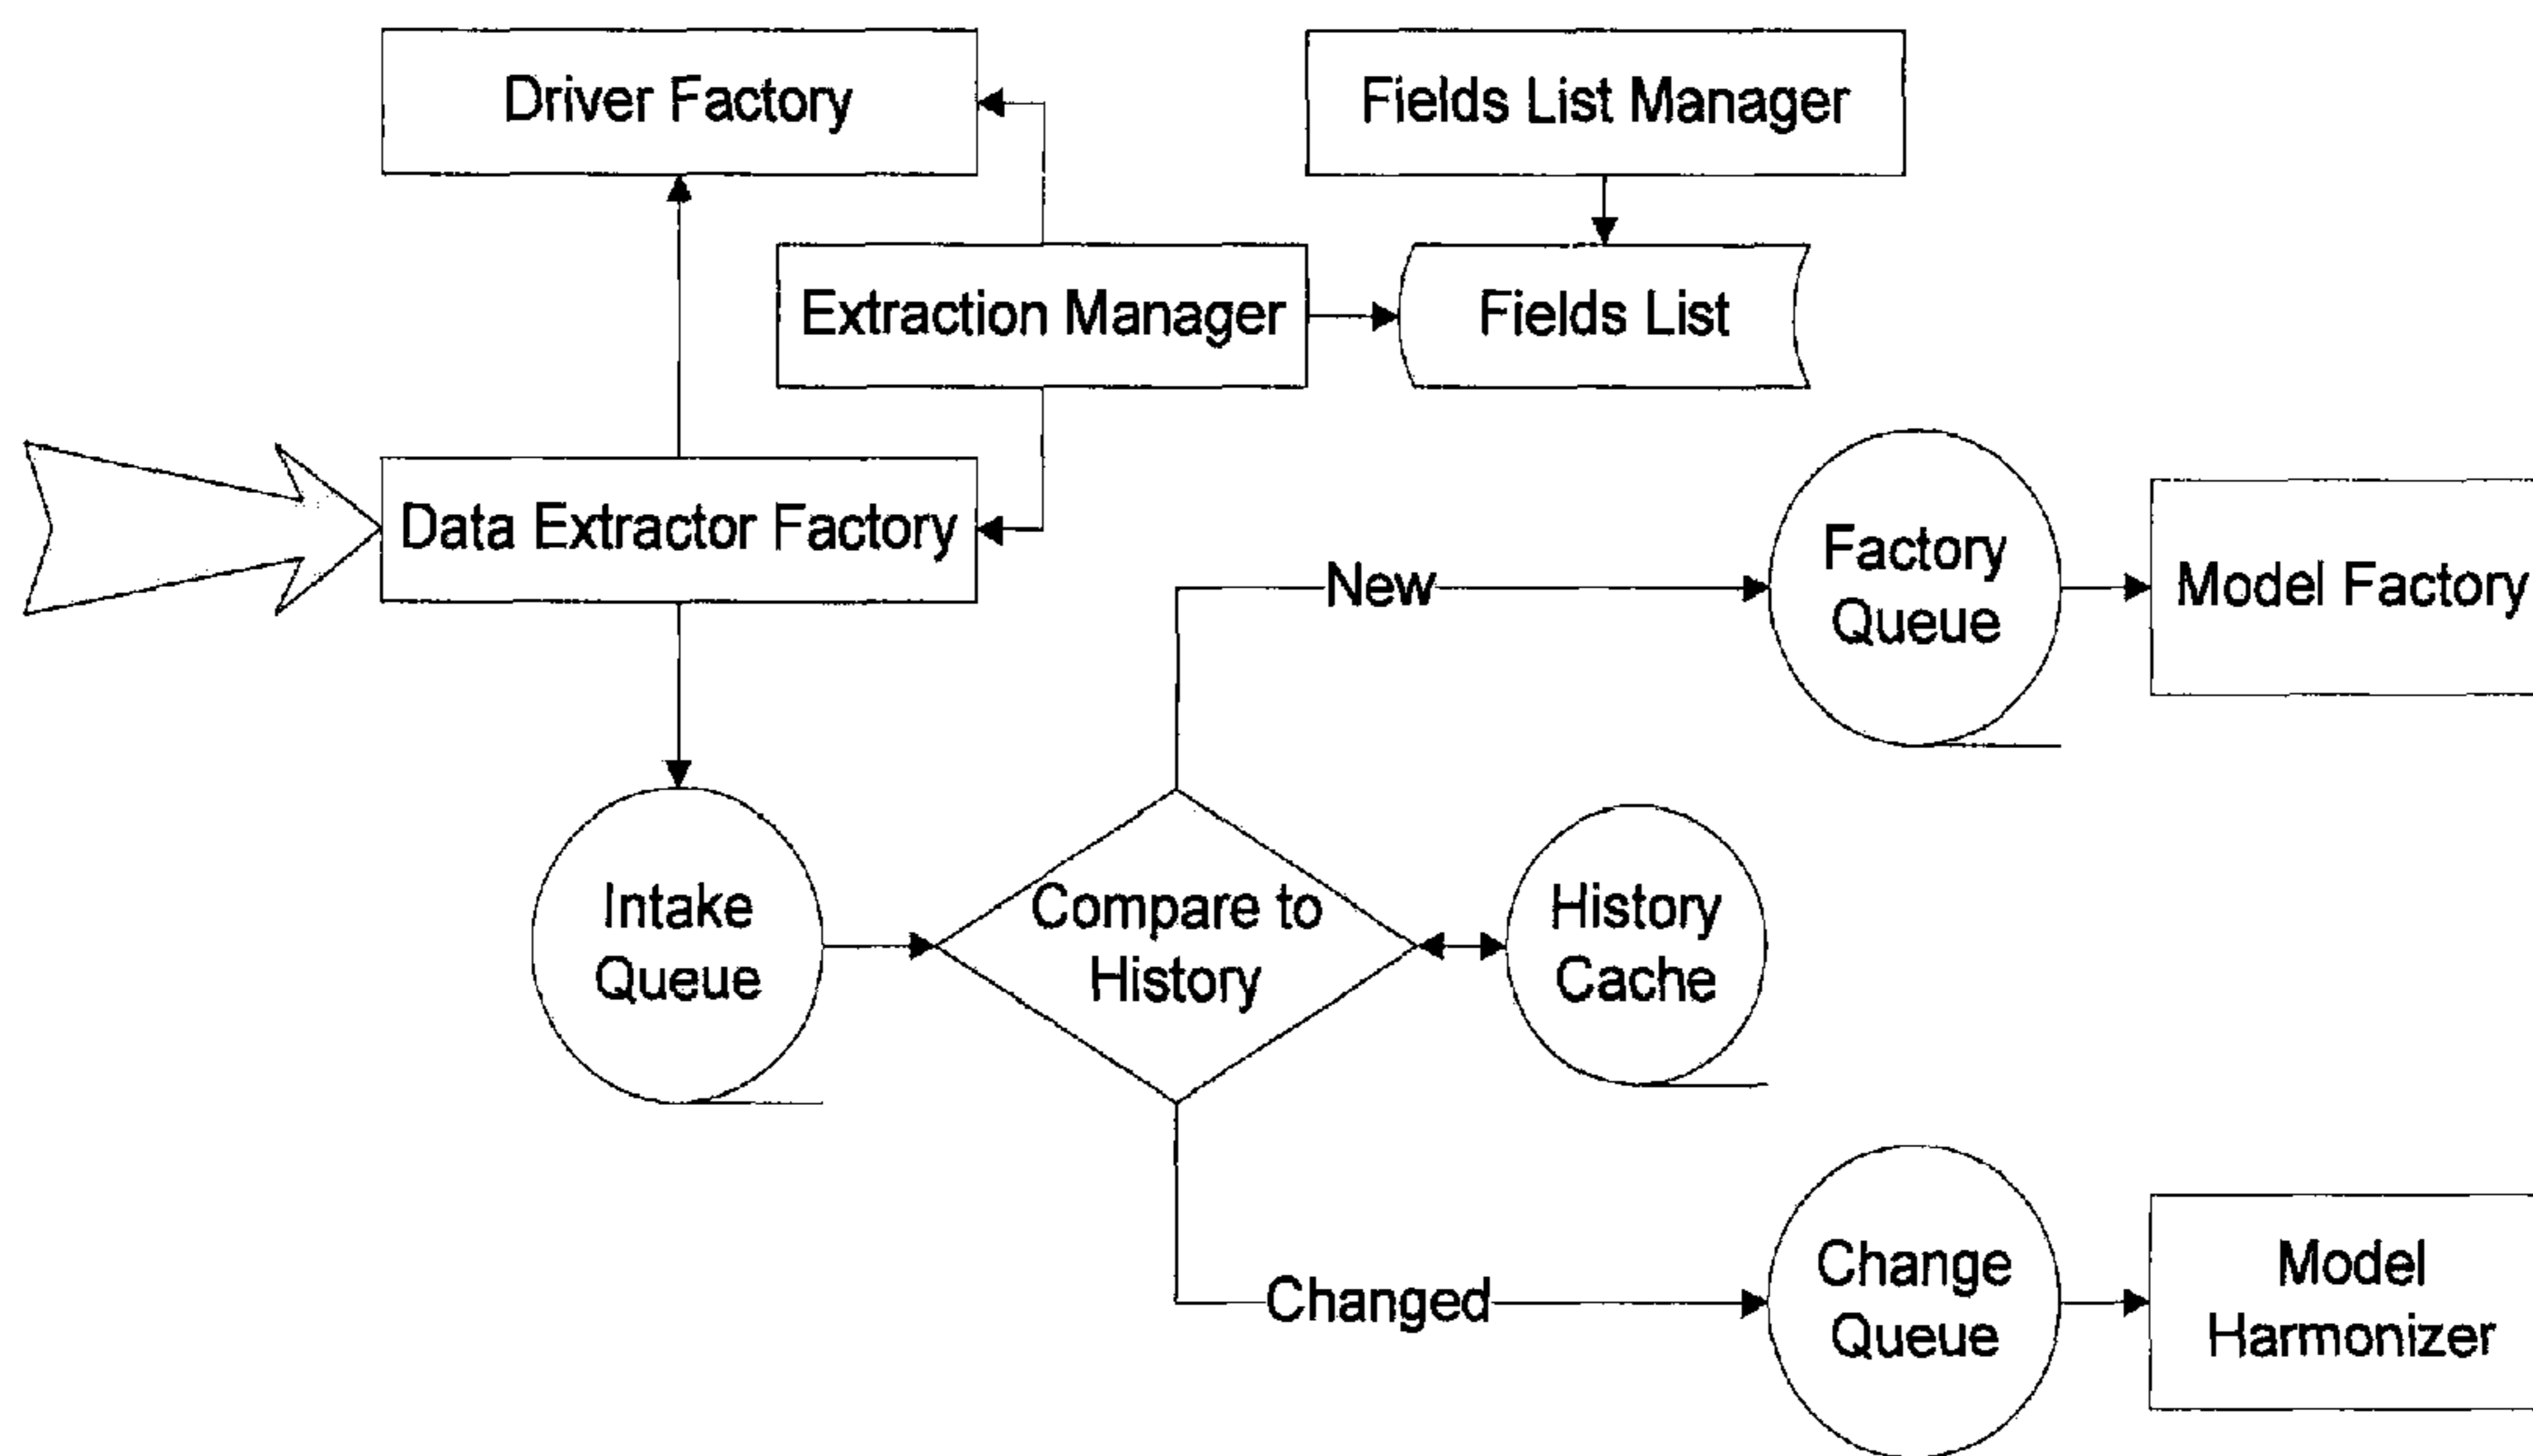 Driver Factory
Fields List Manager
Extraction Manager
Fields List
Data Extractor Factory
Factory
Queue
Model Factory
New
Intake
Queue
Compare to
History
History
Cache
Changed
Change
Queue
Model
Harmonizer